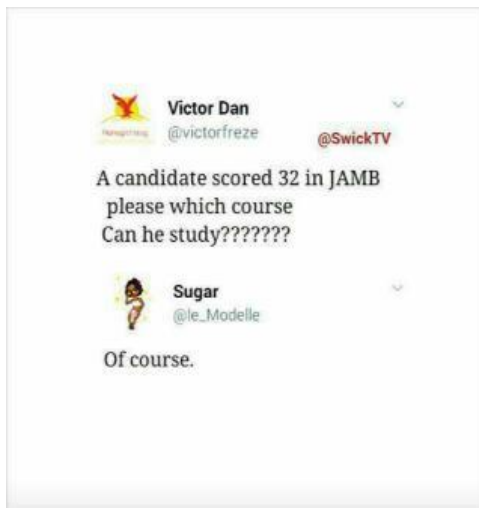 Victor Dan
@victorfreze
@SwickTV
A candidate scored 32 in JAMB
please which course
Can he study???????
Sugar
@le_Modelle
Of course.